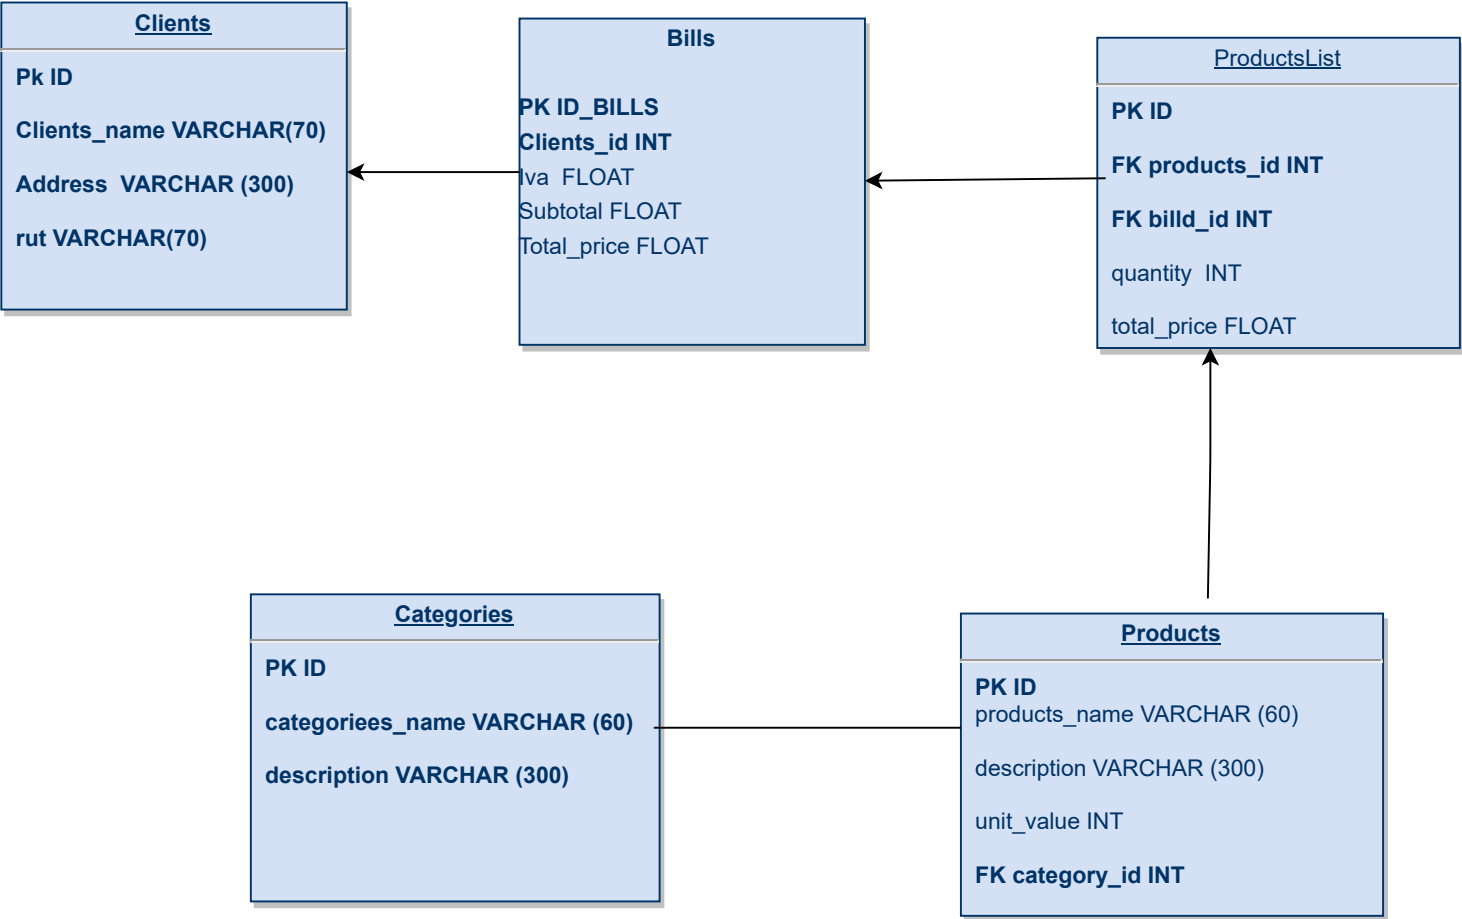 Clients
Pk ID
Clients_name VARCHAR(70)
Address  VARCHAR (300)
rut VARCHAR(70)
Bills
PK ID_BILLS
Clients_id INT
Iva  FLOAT
Subtotal FLOAT
Total_price FLOAT
ProductsList
PK ID
FK products_id INT
FK billd_id INT
quantity  INT
total_price FLOAT
Categories
PK ID
categoriees_name VARCHAR (60)
description VARCHAR (300)
Products
PK ID
products_name VARCHAR (60)
description VARCHAR (300)
unit_value INT
FK category_id INT